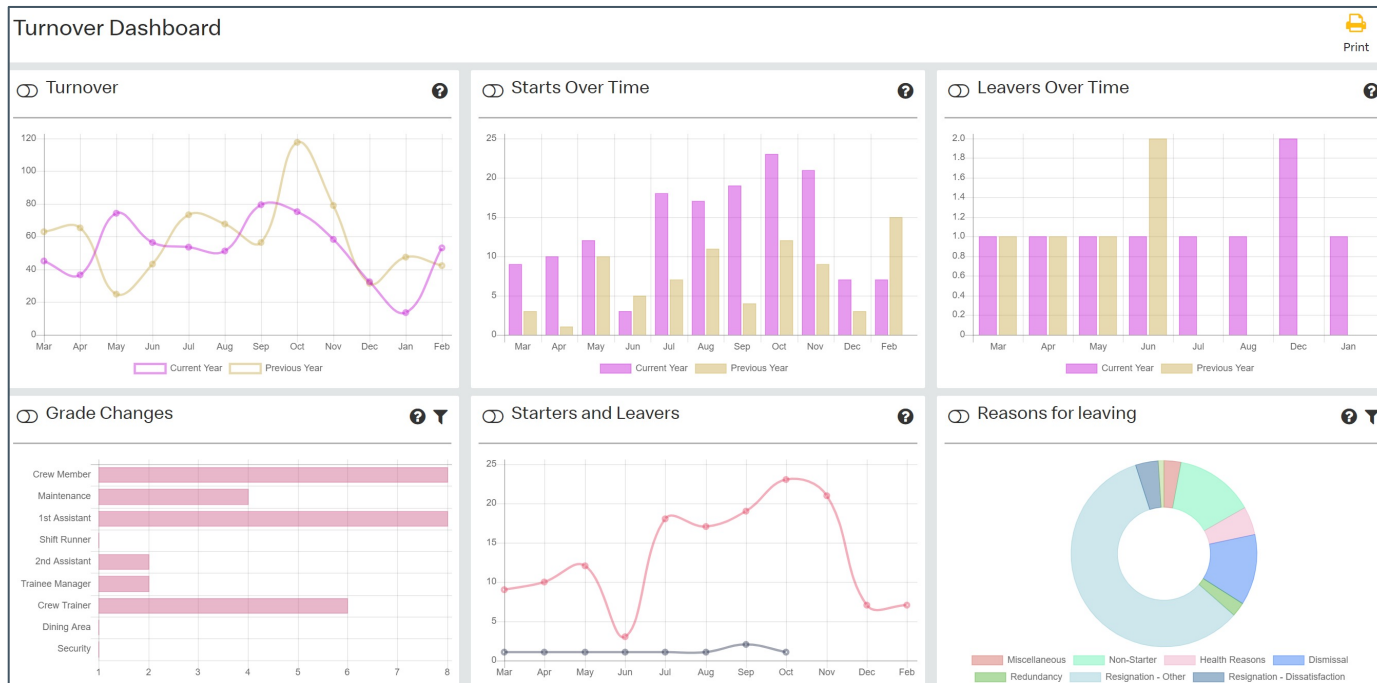 Turnover Dashboard
Print
Turnover
120
100
80
60
40
20
0
Mar Apr May Jun Jul Aug Sep Oct Nov Dec Jan Feb
Current Year Previous Year
Starts Over Time
25
20
15
10
5
0
Mar Apr May Jun Jul Aug Sep Oct Nov Dec Feb
Current Year Previous Year
Leavers Over Time
2.0
1.8
1.6
1.4
1.2
1.0
0.8
0.6
0.4
0.2
0
Mar Apr May Jun Jul Aug Dec Jan
Current Year Previous Year
Grade Changes
Crew Member
Maintenance
1st Assistant
Shift Runner
2nd Assistant
Trainee Manager
Crew Trainer
Dining Area
Security
1 2 3 4 5 6 7 8
Starters and Leavers
25
20
15
10
5
0
Mar Apr May Jun Jul Aug Sep Oct Nov Dec Feb
Reasons for leaving
Miscellaneous Non-Starter Health Reasons Dismissal
Redundancy Resignation - Other Resignation - Dissatisfaction